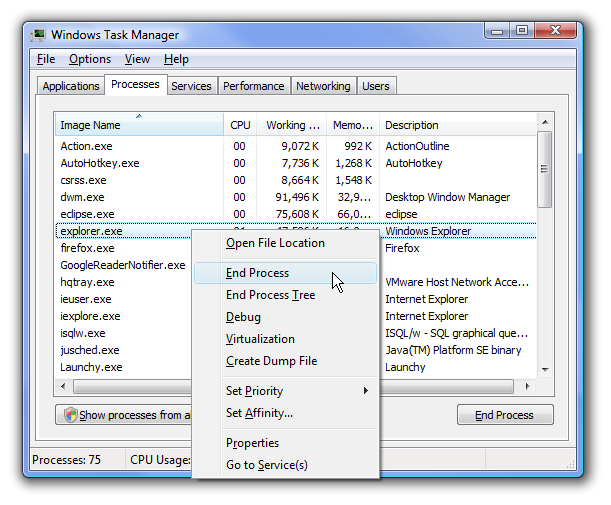 Windows Task Manager
File Options View Help
Applications Processes Services Performance Networking Users
Image Name CPU Working ... Memo... Description
Action.exe 00 9,072 K 992 K ActionOutline
AutoHotkey.exe 00 7,736 K 1,268 K AutoHotkey
csrss.exe 00 8,664 K 1,548 K
dwm.exe 00 91,496 K 32,9... Desktop Window Manager
eclipse.exe 00 75,608 K 66,0... eclipse
explorer.exe Windows Explorer
firefox.exe Firefox
GoogleReaderNotifier.exe
hqtray.exe VMware Host Network Acce...
ieuser.exe Internet Explorer
iexplore.exe Internet Explorer
isqlw.exe ISQL/w - SQL graphical que...
jusched.exe Java(TM) Platform SE binary
Launchy.exe Launchy
Open File Location
End Process
End Process Tree
Debug
Virtualization
Create Dump File
Set Priority
Set Affinity...
Properties
Go to Service(s)
Show processes from a
End Process
Processes: 75 CPU Usage: